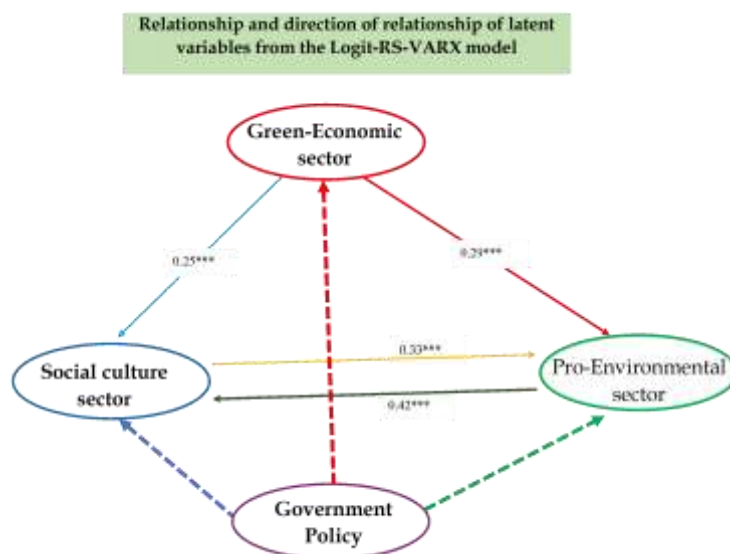 Relationship and direction of relationship of latent
variables from the Logit-RS-VARX model
Green-Economic
sector
0.25***
0.29***
0.33***
Social culture
sector
Pro-Environmental
sector
0.42***
Government
Policy